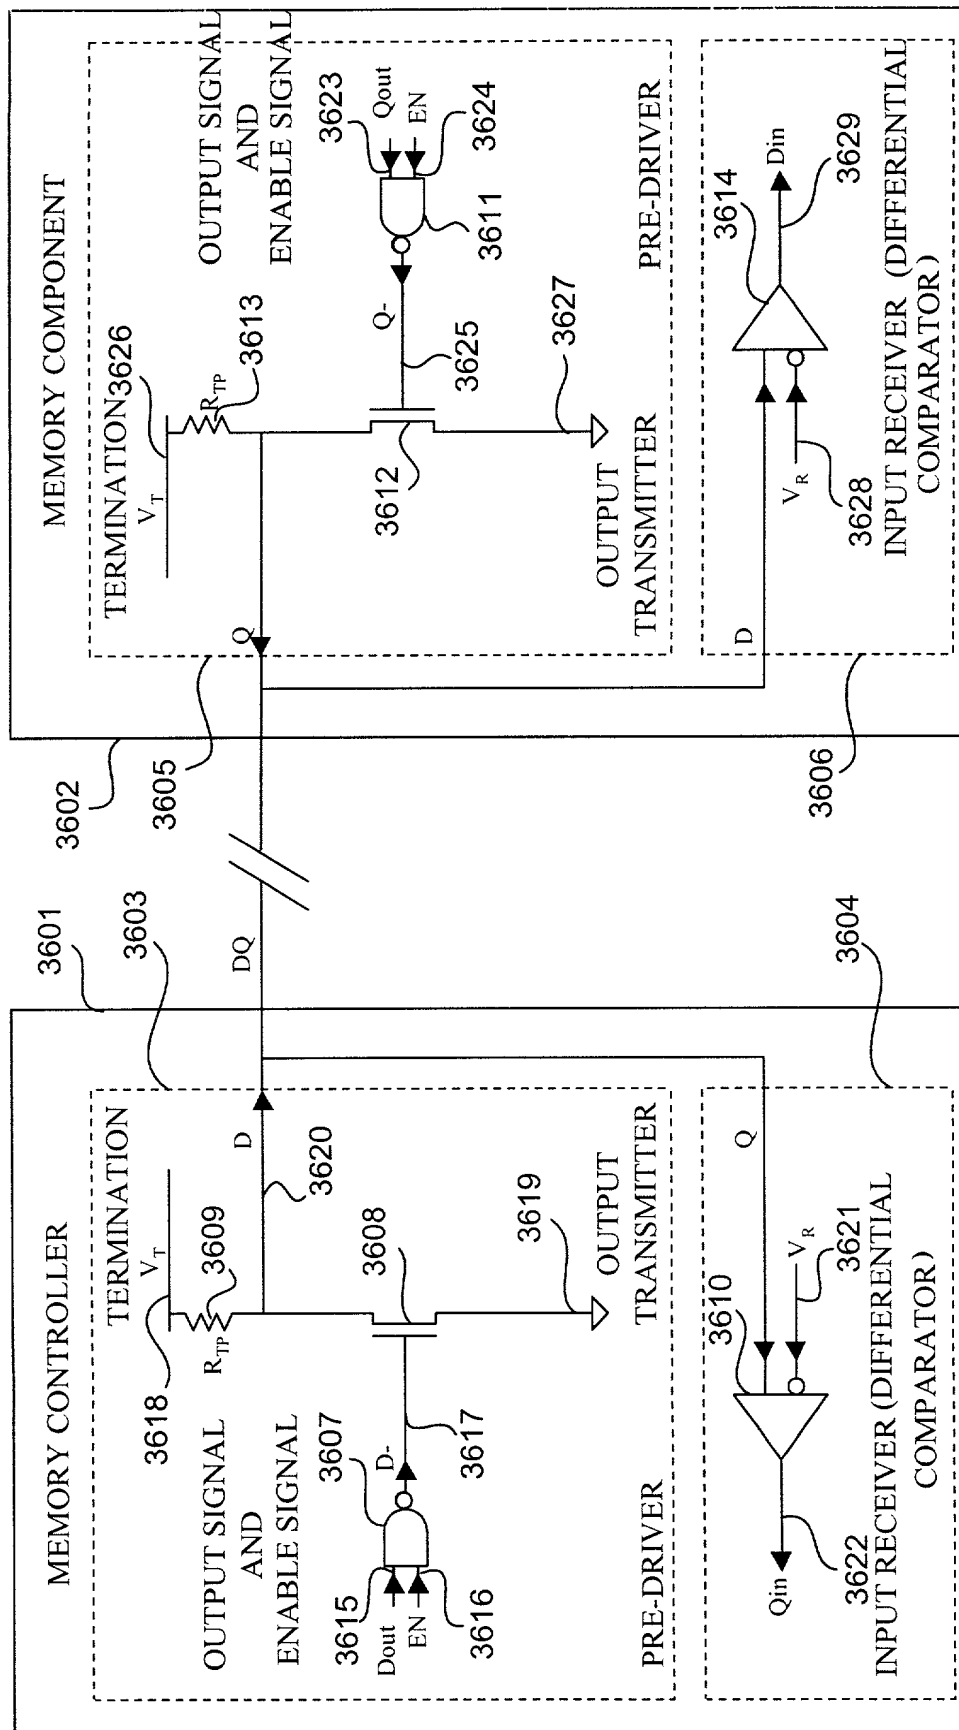 MEMORY CONTROLLER
TERMINATION
V_T
3618
R_TP
3609
OUTPUT SIGNAL
AND
ENABLE SIGNAL
3607
D-
3615
Dout
EN
3616
3617
3608
D
3620
3619
PRE-DRIVER
OUTPUT
TRANSMITTER
Q
3610
V_R
3621
Qin
3622
INPUT RECEIVER (DIFFERENTIAL
COMPARATOR)
3601
3603
3604
DQ
3602
3605
3606
MEMORY COMPONENT
TERMINATION
V_T
3626
R_TP
3613
OUTPUT SIGNAL
AND
ENABLE SIGNAL
3623
Qout
EN
3624
3611
Q-
3625
3612
3627
Q
OUTPUT
TRANSMITTER
PRE-DRIVER
D
3614
Din
3629
V_R
3628
INPUT RECEIVER (DIFFERENTIAL
COMPARATOR)